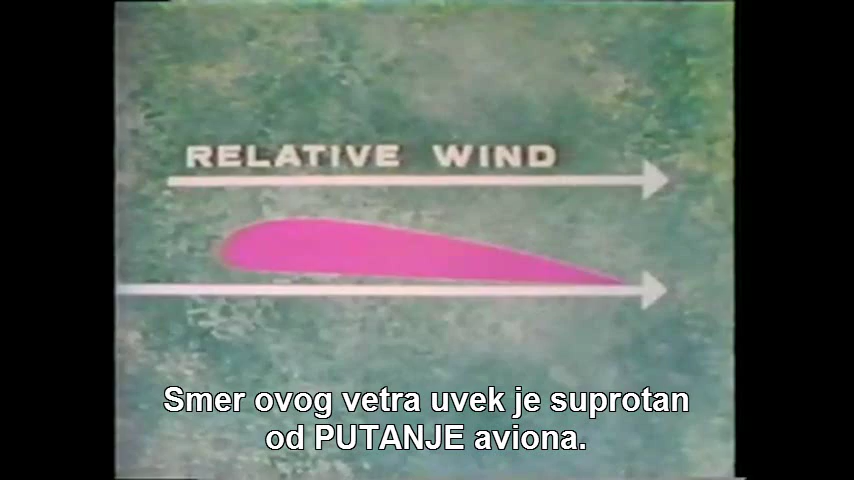 RELATIVE WIND
Smer ovog vetra uvek je suprotan
od PUTANJE aviona.